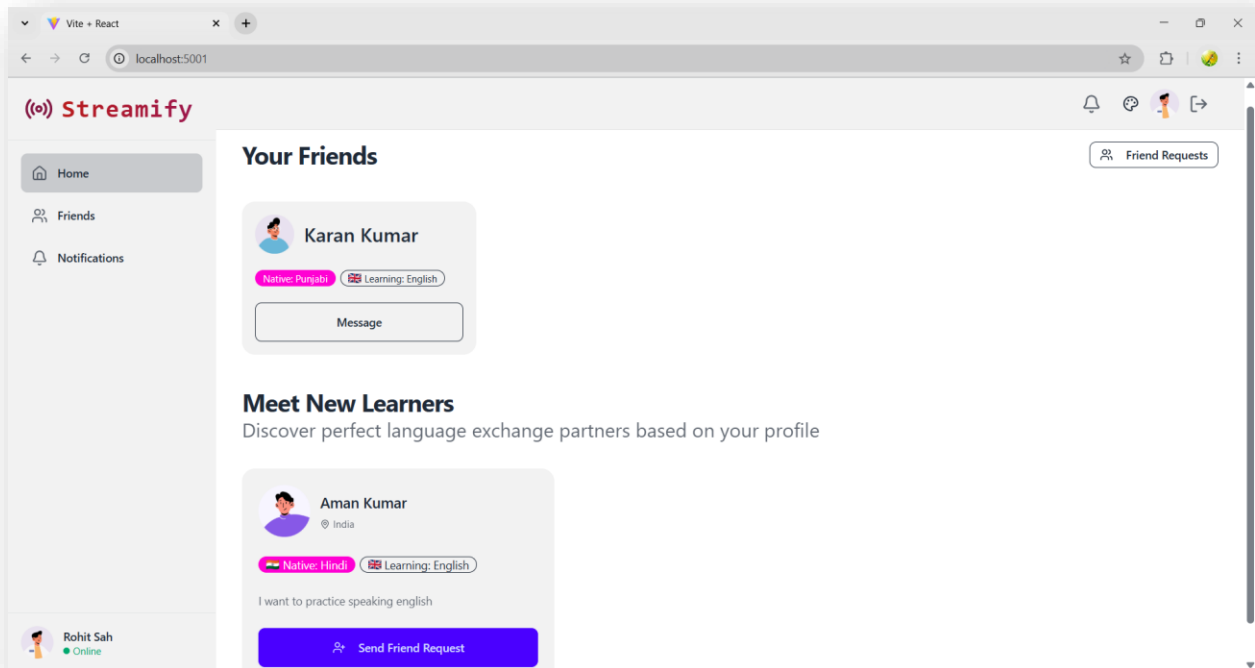 Vite + React
localhost:5001
Streamify
Home
Friends
Notifications
Your Friends
Friend Requests
Karan Kumar
Native: Punjabi
Learning: English
Message
Meet New Learners
Discover perfect language exchange partners based on your profile
Aman Kumar
India
Native: Hindi
Learning: English
I want to practice speaking english
Send Friend Request
Rohit Sah
Online